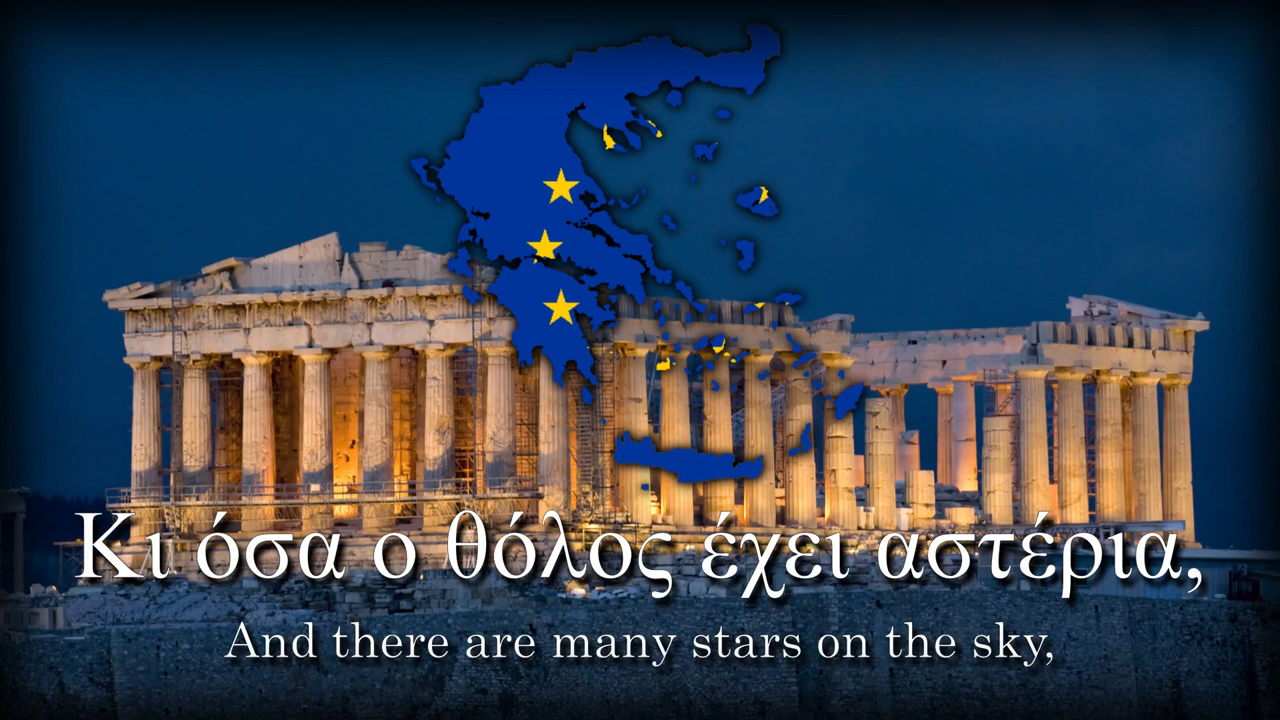 Κι όσα ο θόλος έχει αστέρια,
And there are many stars on the sky,